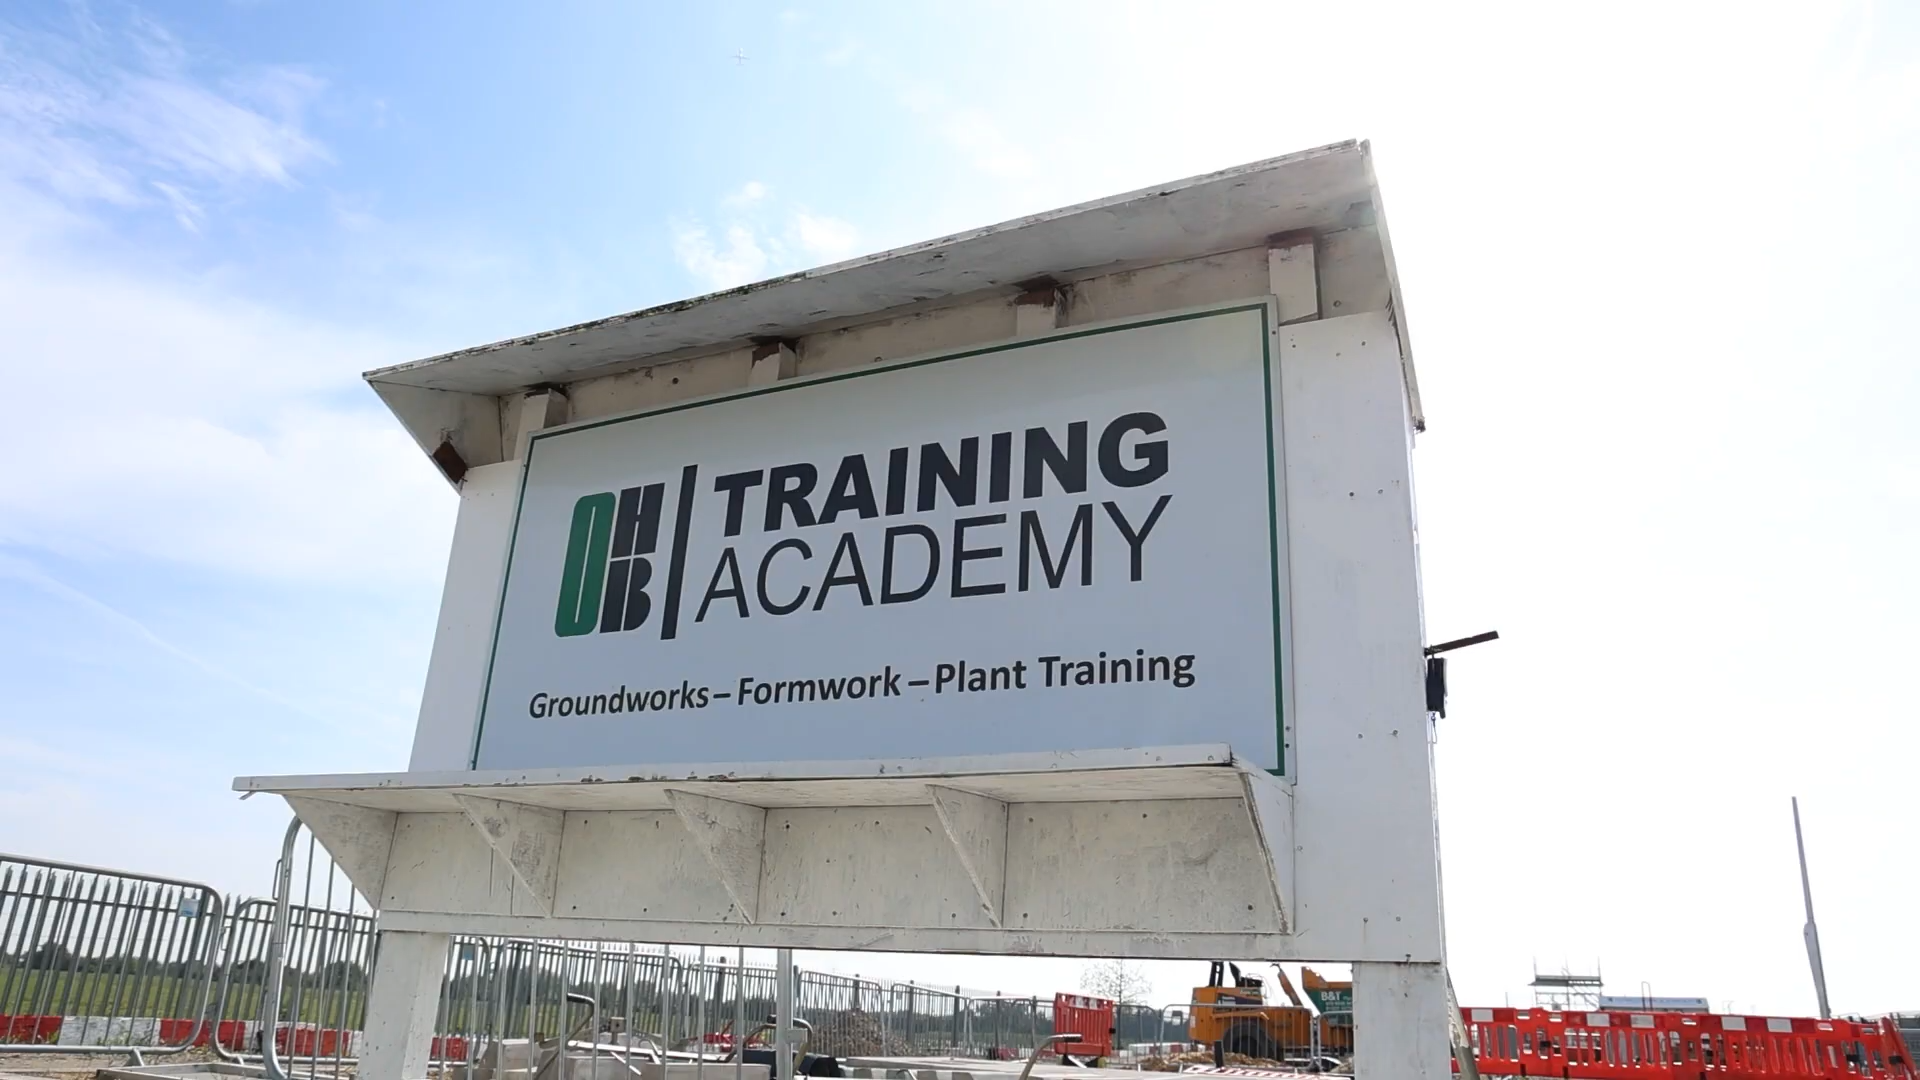 OHB
TRAINING
ACADEMY
Groundworks – Formwork – Plant Training
B&T